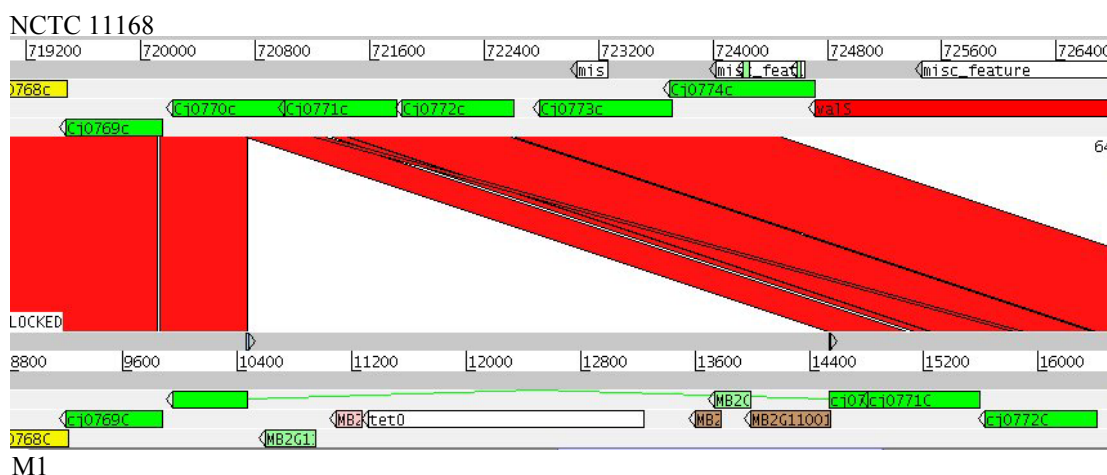 NCTC 11168
719200 720000 720800 721600 722400 723200 724000 724800 725600 726400
mis misc_feat misc_feature
0768c Cj0774c
Cj0770c Cj0771c Cj0772c Cj0773c valS
Cj0769c
64
LOCKED
8800 9600 10400 11200 12000 12800 13600 14400 15200 16000
MB2G cj07 cj0771C
cj0769C MB2 tetO MB2 MB2G11001 cj0772C
0768C MB2G1
M1